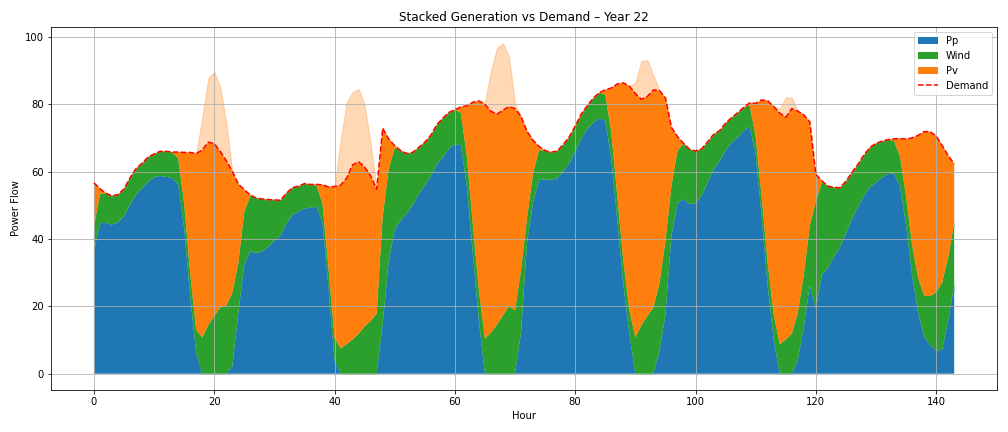 Stacked Generation vs Demand – Year 22
100
80
60
40
20
0
Power Flow
0 20 40 60 80 100 120 140
Hour
Pp
Wind
Pv
Demand